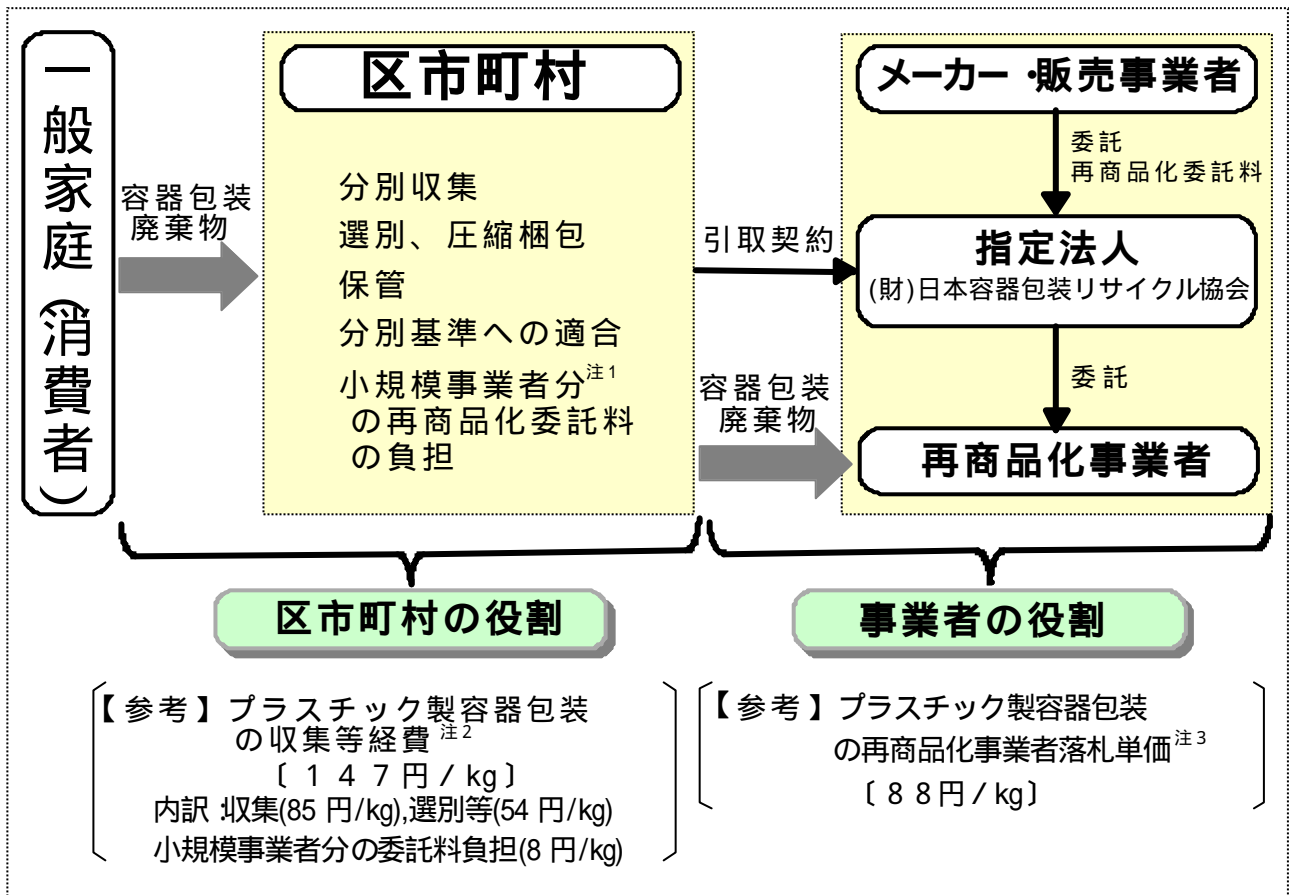 一般家庭（消費者）
容器包装
廃棄物
区市町村
分別収集
選別、圧縮梱包
保管
分別基準への適合
小規模事業者分注1
の再商品化委託料
の負担
引取契約
容器包装
廃棄物
メーカー・販売事業者
委託
再商品化委託料
指定法人
(財)日本容器包装リサイクル協会
委託
再商品化事業者
区市町村の役割
事業者の役割
【参考】プラスチック製容器包装
の収集等経費注2
〔１４７円/kg〕
内訳:収集(85円/kg),選別等(54円/kg)
小規模事業者分の委託料負担(8円/kg)
【参考】プラスチック製容器包装
の再商品化事業者落札単価注3
〔８８円/kg〕